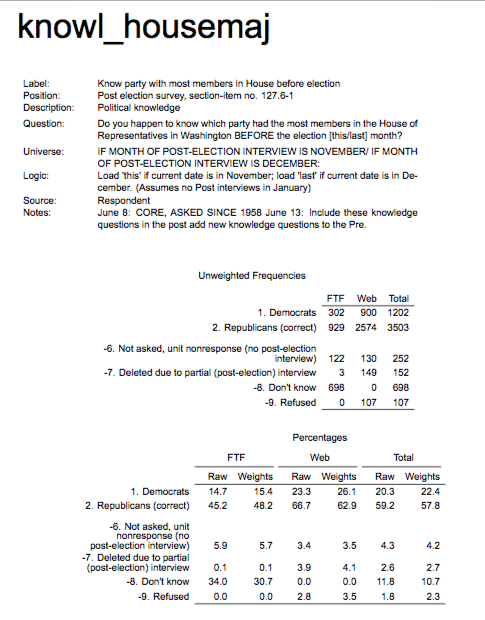 knowl_housemaj
Label: Know party with most members in House before election
Position: Post election survey, section-item no. 127.6-1
Description: Political knowledge
Question: Do you happen to know which party had the most members in the House of
Representatives in Washington BEFORE the election [this/last] month?
Universe: IF MONTH OF POST-ELECTION INTERVIEW IS NOVEMBER/ IF MONTH
OF POST-ELECTION INTERVIEW IS DECEMBER:
Logic: Load 'this' if current date is in November; load 'last' if current date is in De-
cember. (Assumes no Post interviews in January)
Source: Respondent
Notes: June 8: CORE, ASKED SINCE 1958 June 13: Include these knowledge
questions in the post add new knowledge questions to the Pre.
Unweighted Frequencies
FTF Web Total
1. Democrats 302 900 1202
2. Republicans (correct) 929 2574 3503
-6. Not asked, unit nonresponse (no post-election
interview) 122 130 252
-7. Deleted due to partial (post-election) interview 3 149 152
-8. Don't know 698 0 698
-9. Refused 0 107 107
Percentages
FTF Web Total
Raw Weights Raw Weights Raw Weights
1. Democrats 14.7 15.4 23.3 26.1 20.3 22.4
2. Republicans (correct) 45.2 48.2 66.7 62.9 59.2 57.8
-6. Not asked, unit
nonresponse (no
post-election interview) 5.9 5.7 3.4 3.5 4.3 4.2
-7. Deleted due to partial
(post-election) interview 0.1 0.1 3.9 4.1 2.6 2.7
-8. Don't know 34.0 30.7 0.0 0.0 11.8 10.7
-9. Refused 0.0 0.0 2.8 3.5 1.8 2.3